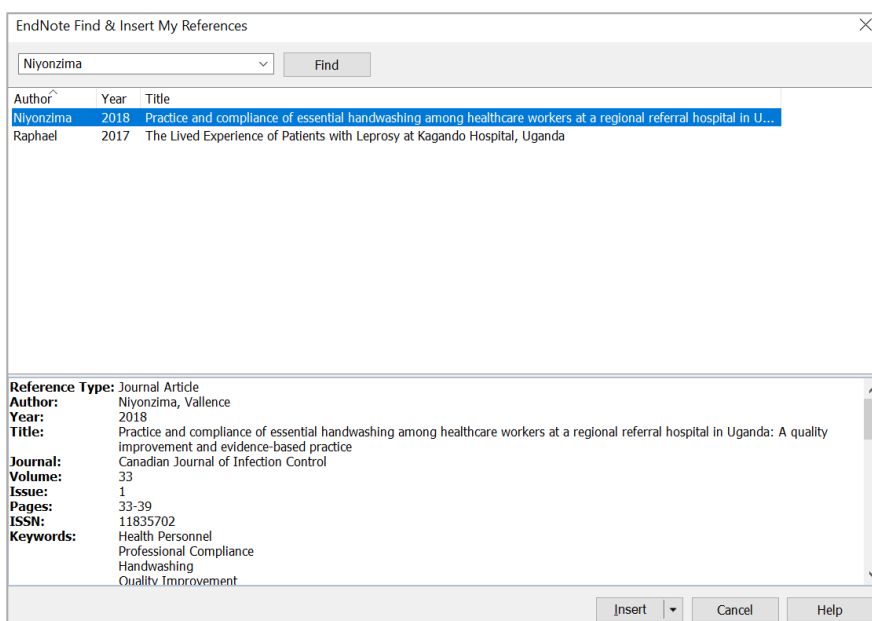 EndNote Find & Insert My References
Niyonzima Find
Author Year Title
Niyonzima 2018 Practice and compliance of essential handwashing among healthcare workers at a regional referral hospital in U...
Raphael 2017 The Lived Experience of Patients with Leprosy at Kagando Hospital, Uganda
Reference Type: Journal Article
Author: Niyonzima, Vallence
Year: 2018
Title: Practice and compliance of essential handwashing among healthcare workers at a regional referral hospital in Uganda: A quality
improvement and evidence-based practice
Journal: Canadian Journal of Infection Control
Volume: 33
Issue: 1
Pages: 33-39
ISSN: 11835702
Keywords: Health Personnel
Professional Compliance
Handwashing
Quality Improvement
Insert Cancel Help